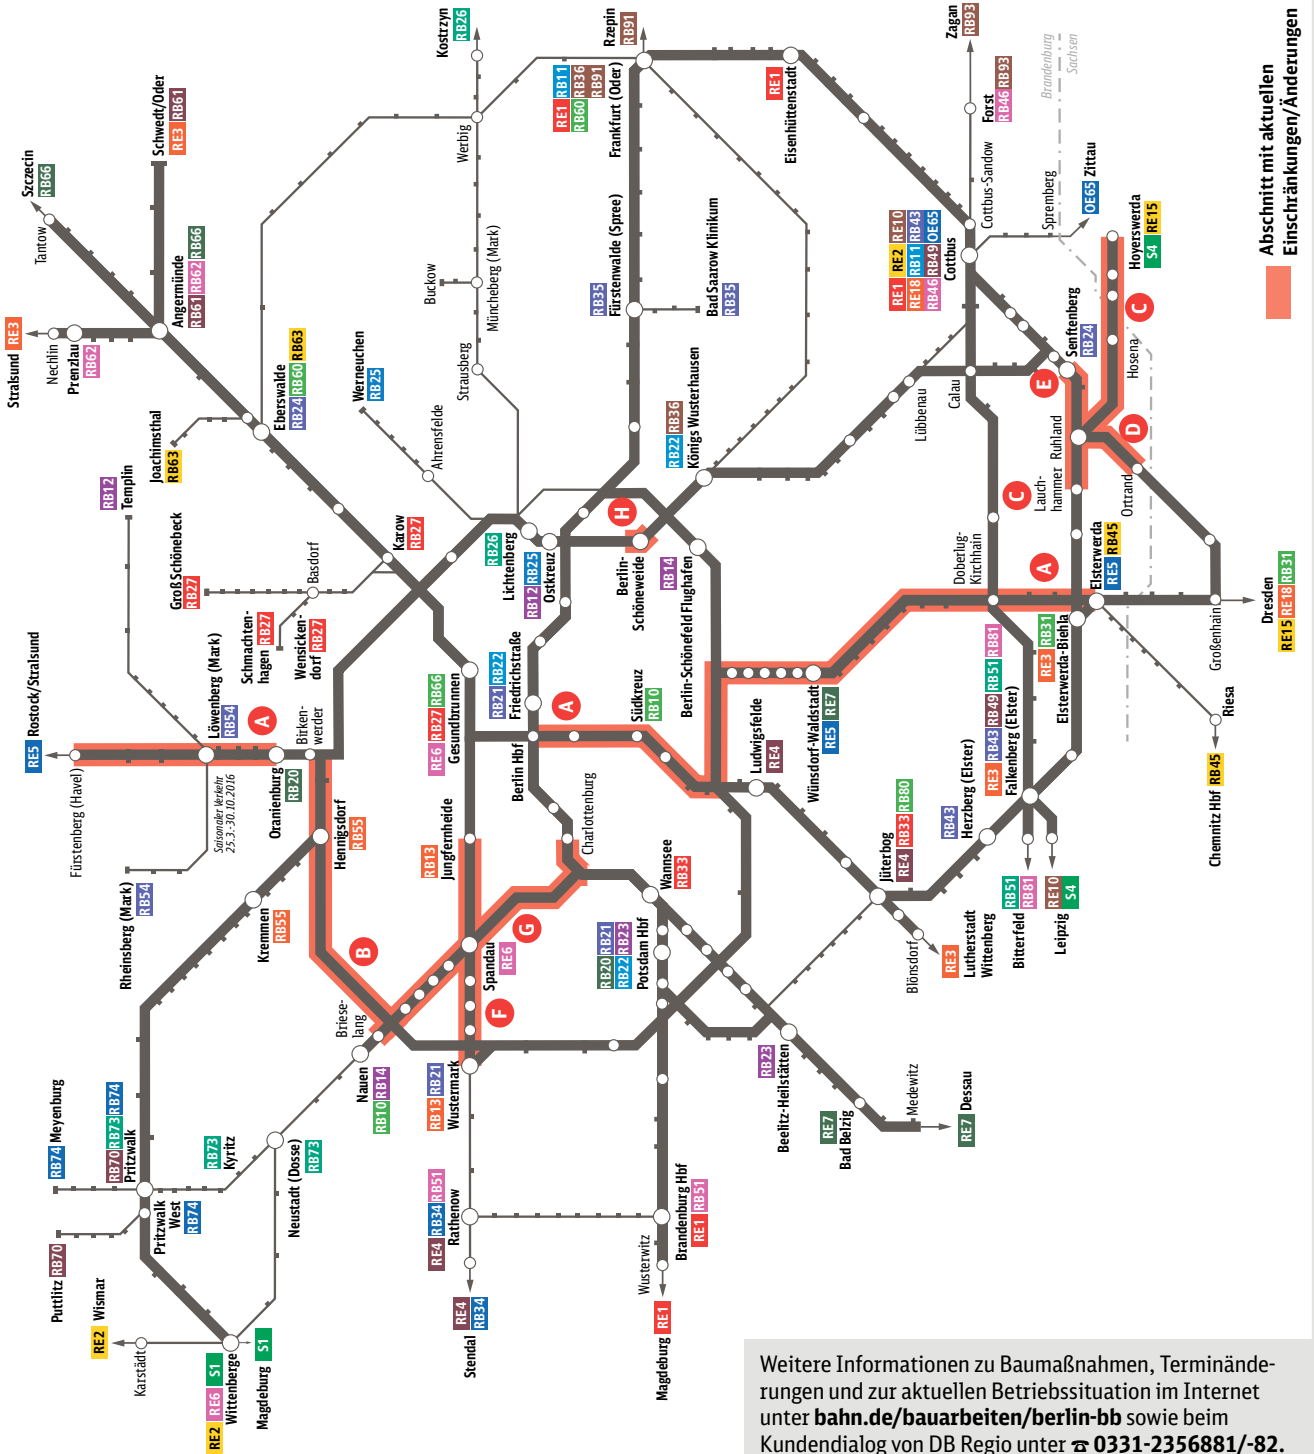 Stralsund RE3
Nechlin
Prenzlau
RB62
Szczecin
RB66
Tantow
Schwedt/Oder
RE3 RB61
Angermünde
RB61 RB62 RB66
Joachimsthal
RB63
Eberswalde
RB24 RB60 RB63
Templin
RB12
Groß Schönebeck
RB27
Basdorf
Schmachten-
hagen RB27
Wensicken-
dorf RB27
Karow
RB27
Werneuchen
RB25
Ahrensfelde
Kostrzyn
RB26
Werbig
Buckow
Müncheberg (Mark)
Strausberg
Rzepin
RB91
RE1 RB11
RB60 RB36
RB91
Frankfurt (Oder)
RB35
Fürstenwalde (Spree)
Bad Saarow Klinikum
RB35
RE1
Eisenhüttenstadt
Zagan
RB93
Forst
RB46 RB93
Cottbus-Sandow
Brandenburg
Sachsen
Spremberg
OE65 Zittau
RE1 RE2 RE10
RE18 RB11 RB43
RB46 RB49 OE65
Cottbus
Hoyerswerda
S4 RE15
Hosena
Senftenberg
RB24
Abschnitt mit aktuellen
Einschränkungen/Änderungen
RE5 Rostock/Stralsund
Fürstenberg (Havel)
Löwenberg (Mark)
RB54
A
Saisonaler Verkehr
25.3.-30.10.2016
Oranienburg
RB20
Birken-
werder
Hennigsdorf
RB55
Rheinsberg (Mark)
RB54
Kremmen
RB55
B
Lichtenberg
RB26
RB12 RB25
Ostkreuz
H
Berlin-
Schöneweide
RB22 RB36
Königs Wusterhausen
RB14
Berlin-Schönefeld Flughafen
RE6 RB27 RB66
Gesundbrunnen
RB21 RB22
Friedrichstraße
Berlin Hbf
A
Südkreuz
RB10
Charlottenburg
RB13
Jungfernheide
Spandau
RE6
G
F
Wannsee
RB33
RB20 RB21
RB22 RB23
Potsdam Hbf
Briese-
lang
Nauen
RB10 RB14
RB13 RB21
Wustermark
RB74 Meyenburg
RB70 RB73 RB74
Pritzwalk
Puttlitz RB70
Pritzwalk
West
RB74
RB73
Kyritz
Neustadt (Dosse)
RB73
RE2 Wismar
Karstädt
RE2 RE6 S1
Wittenberge
Magdeburg S1
RE4 RB34 RB51
Rathenow
RE4
RB34
Stendal
Wusterwitz
Brandenburg Hbf
RE1 RB51
Magdeburg RE1
RB23
Beelitz-Heilstätten
RE7
Bad Belzig
Medewitz
RE7 Dessau
Ludwigsfelde
RE4
Wünsdorf-Waldstadt
RE5 RE7
RE4 RB33 RB80
Jüterbog
RB43
Herzberg (Elster)
Blönsdorf
RE3 Lutherstadt
Wittenberg
RB51
RB81
Bitterfeld
RE10
S4
Leipzig
RE3 RB43 RB49 RB51 RB81
Falkenberg (Elster)
RE3 RB31
Elsterwerda-Biehla
A
Doberlug-
Kirchhain
Elsterwerda
RE5 RB45
C
Lauch-
hammer
Ruhland
E
D
C
Ortrand
Lübbenau
Calau
Großenhain
Dresden
RE15 RE18 RB31
Riesa
Chemnitz Hbf RB45
Weitere Informationen zu Baumaßnahmen, Terminände-
rungen und zur aktuellen Betriebssituation im Internet
unter bahn.de/bauarbeiten/berlin-bb sowie beim
Kundendialog von DB Regio unter ☎ 0331-2356881/-82.